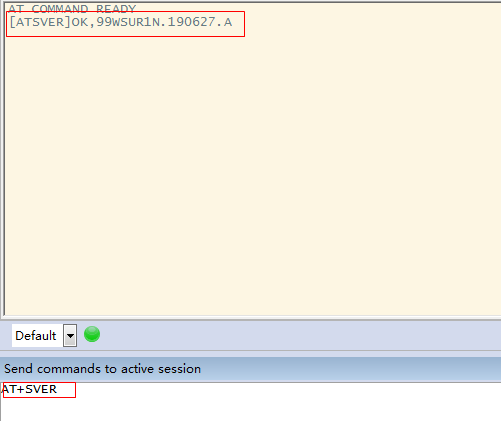 AT COMMAND READY
[ATSVER]OK,99WSUR1N.190627.A
Default
Send commands to active session
AT+SVER